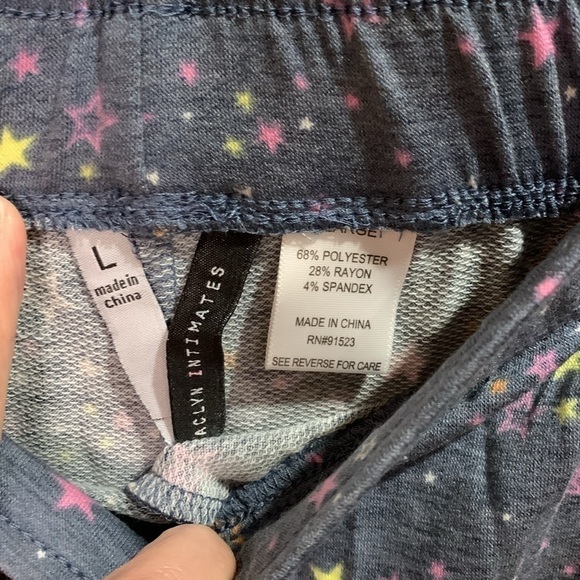 L
made in
China
ACLYN INTIMATES
68% POLYESTER
28% RAYON
4% SPANDEX
MADE IN CHINA
RN#91523
SEE REVERSE FOR CARE